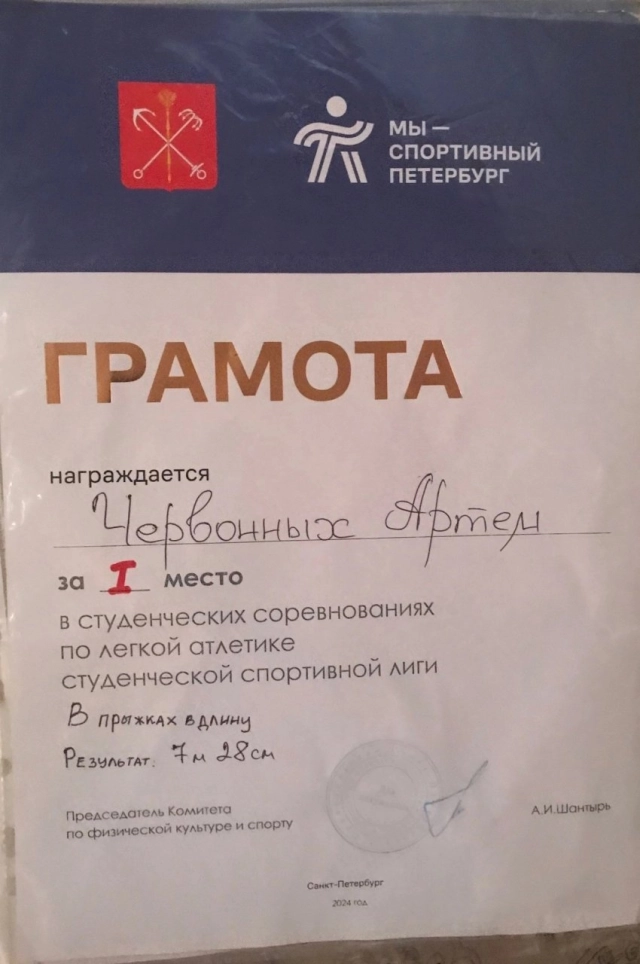 МЫ —
СПОРТИВНЫЙ
ПЕТЕРБУРГ
ГРАМОТА
награждается
Червонных Артем
за I место
в студенческих соревнованиях
по легкой атлетике
студенческой спортивной лиги
В прыжках в длину
Результат: 7м 28см
Председатель Комитета
по физической культуре и спорту
А.И.Шантырь
Санкт-Петербург
2024 год